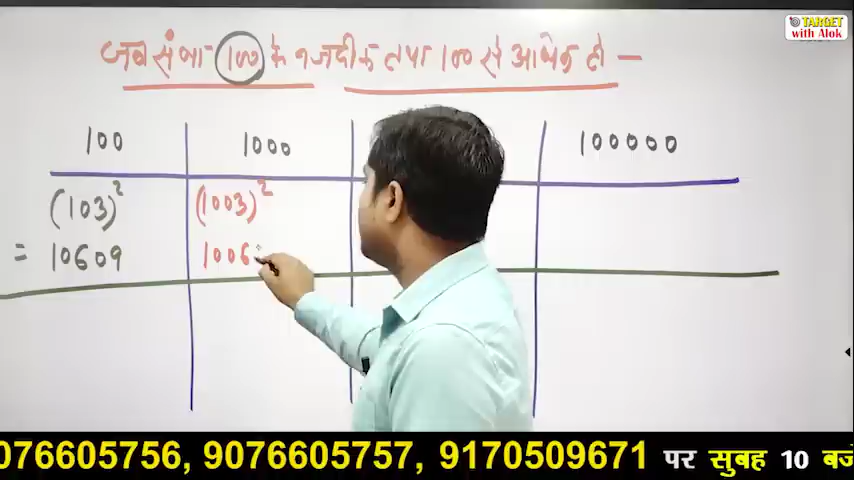 TARGET
with Alok
जब संख्या 100 के नजदीक तथा 100 से अधिक हो —
100 1000 100000
(103)² (1003)²
= 10609 1006
076605756, 9076605757, 9170509671 पर सुबह 10 बजे